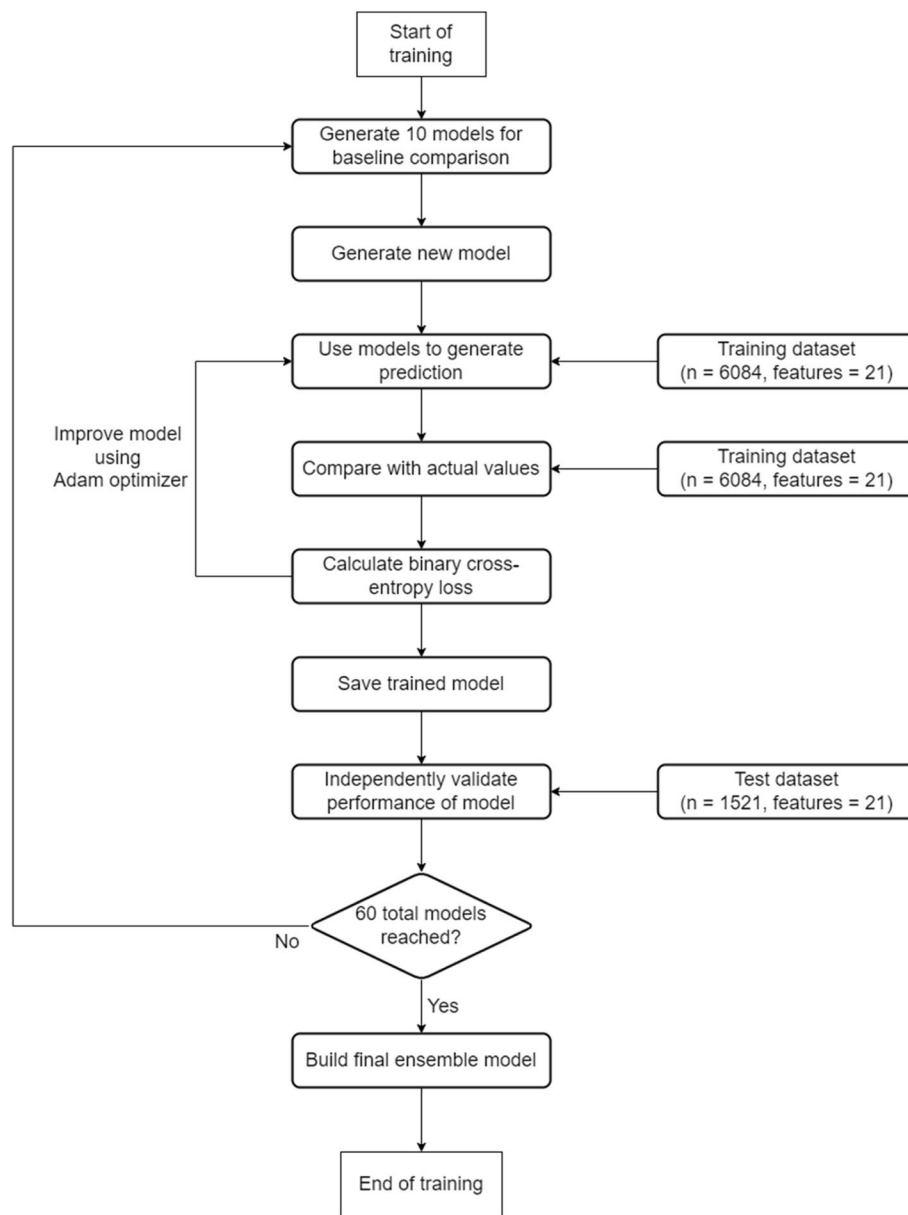 Start of
training
Generate 10 models for
baseline comparison
Generate new model
Use models to generate
prediction
Training dataset
(n = 6084, features = 21)
Improve model
using
Adam optimizer
Compare with actual values
Training dataset
(n = 6084, features = 21)
Calculate binary cross-
entropy loss
Save trained model
Independently validate
performance of model
Test dataset
(n = 1521, features = 21)
60 total models
reached?
No
Yes
Build final ensemble model
End of training